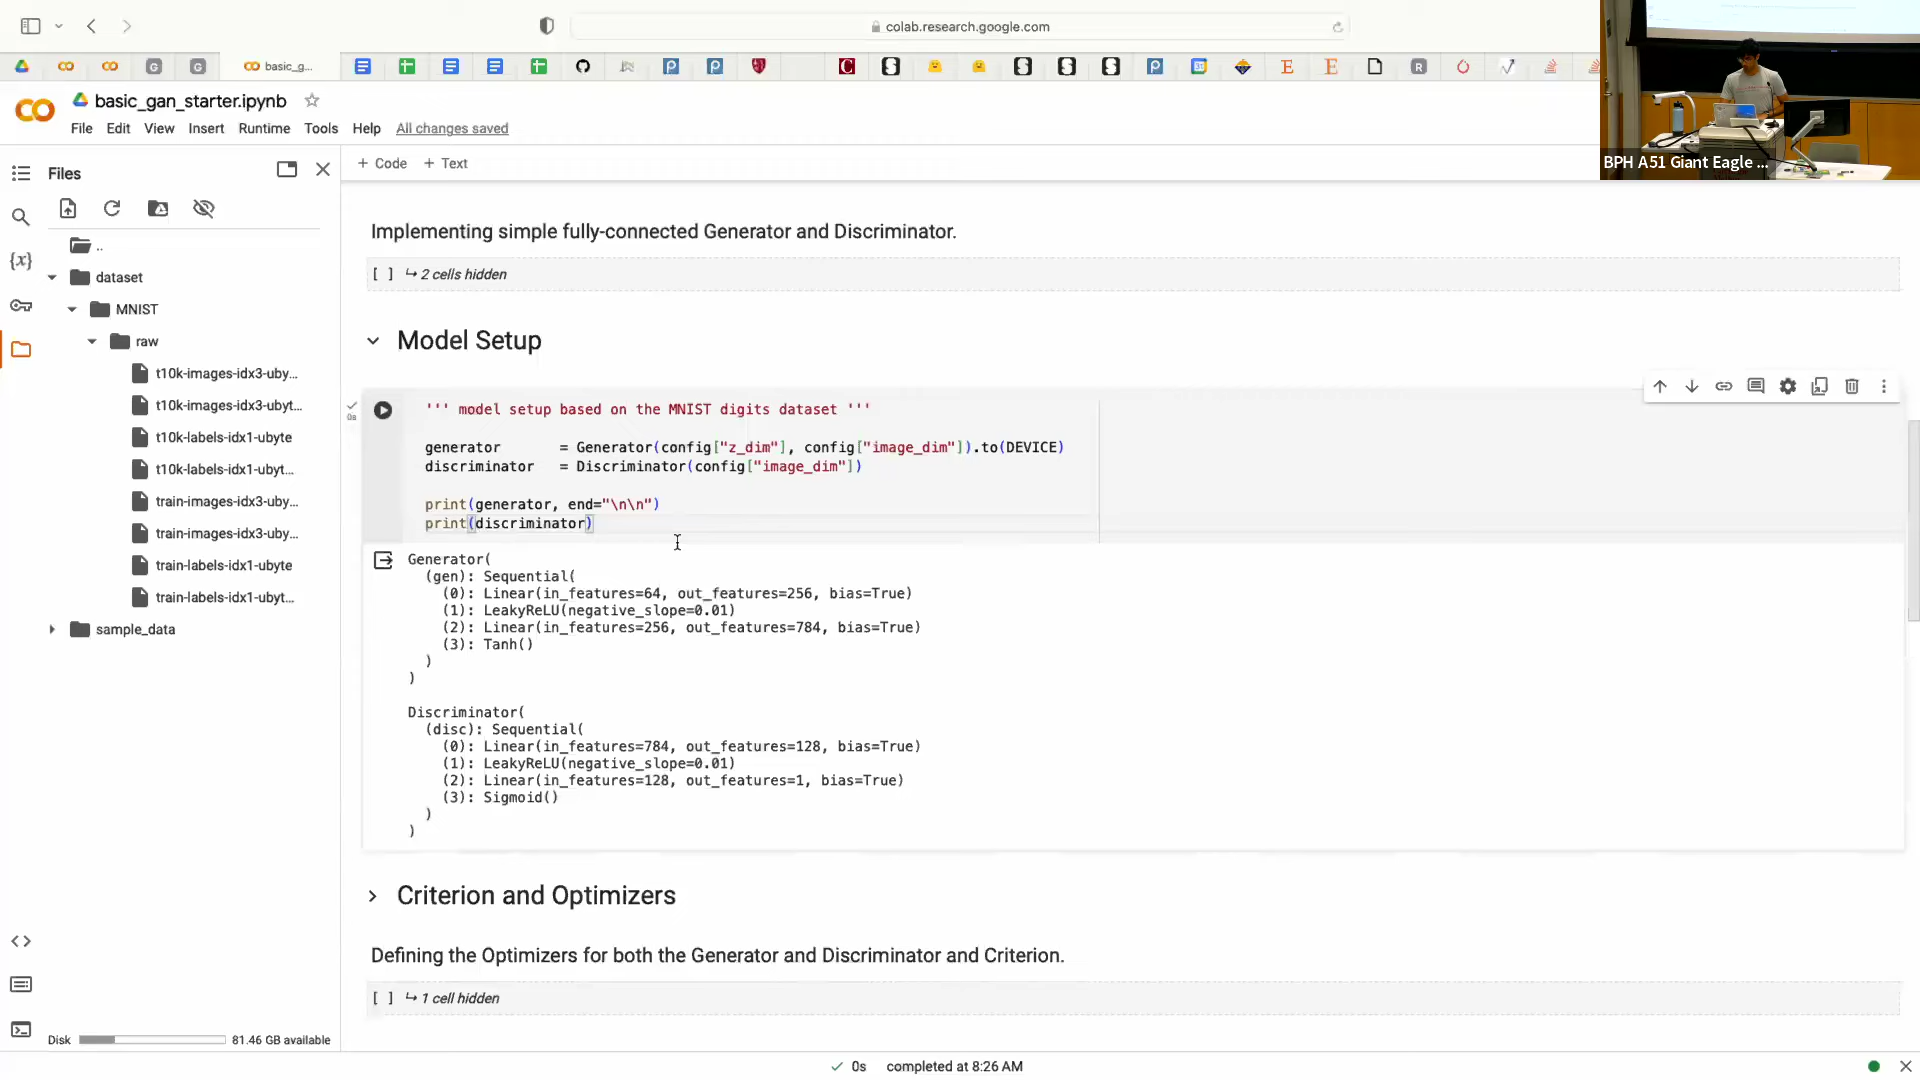 colab.research.google.com
basic_g...
basic_gan_starter.ipynb
File Edit View Insert Runtime Tools Help All changes saved
BPH A51 Giant Eagle ...
Files
+ Code + Text
..
dataset
MNIST
raw
t10k-images-idx3-uby...
t10k-images-idx3-ubyt...
t10k-labels-idx1-ubyte
t10k-labels-idx1-ubyt...
train-images-idx3-uby...
train-images-idx3-uby...
train-labels-idx1-ubyte
train-labels-idx1-ubyt...
sample_data
Disk 81.46 GB available
Implementing simple fully-connected Generator and Discriminator.
[ ] ↳ 2 cells hidden
Model Setup
0s
''' model setup based on the MNIST digits dataset '''
generator = Generator(config["z_dim"], config["image_dim"]).to(DEVICE)
discriminator = Discriminator(config["image_dim"])
print(generator, end="\n\n")
print(discriminator)
Generator(
(gen): Sequential(
(0): Linear(in_features=64, out_features=256, bias=True)
(1): LeakyReLU(negative_slope=0.01)
(2): Linear(in_features=256, out_features=784, bias=True)
(3): Tanh()
)
)
Discriminator(
(disc): Sequential(
(0): Linear(in_features=784, out_features=128, bias=True)
(1): LeakyReLU(negative_slope=0.01)
(2): Linear(in_features=128, out_features=1, bias=True)
(3): Sigmoid()
)
)
Criterion and Optimizers
Defining the Optimizers for both the Generator and Discriminator and Criterion.
[ ] ↳ 1 cell hidden
0s completed at 8:26 AM